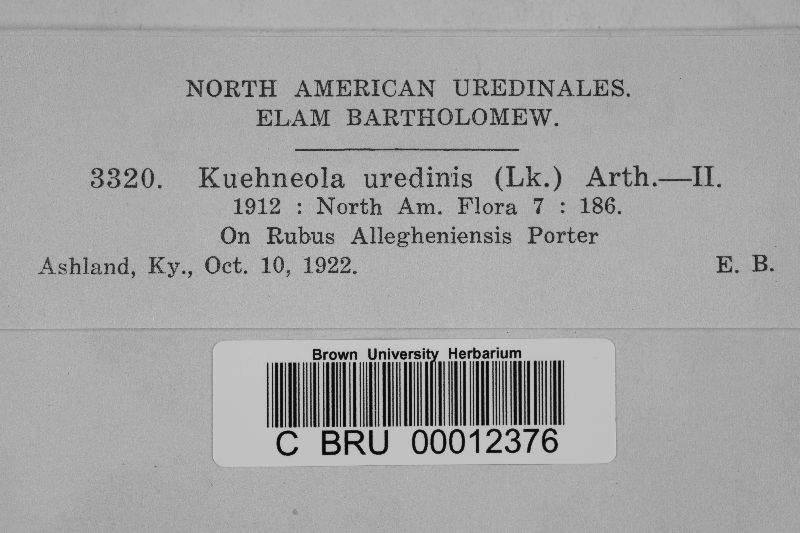 NORTH AMERICAN UREDINALES.
ELAM BARTHOLOMEW.
3320. Kuehneola uredinis (Lk.) Arth.—II.
1912 : North Am. Flora 7 : 186.
On Rubus Allegheniensis Porter
Ashland, Ky., Oct. 10, 1922. E. B.
Brown University Herbarium
C BRU 00012376